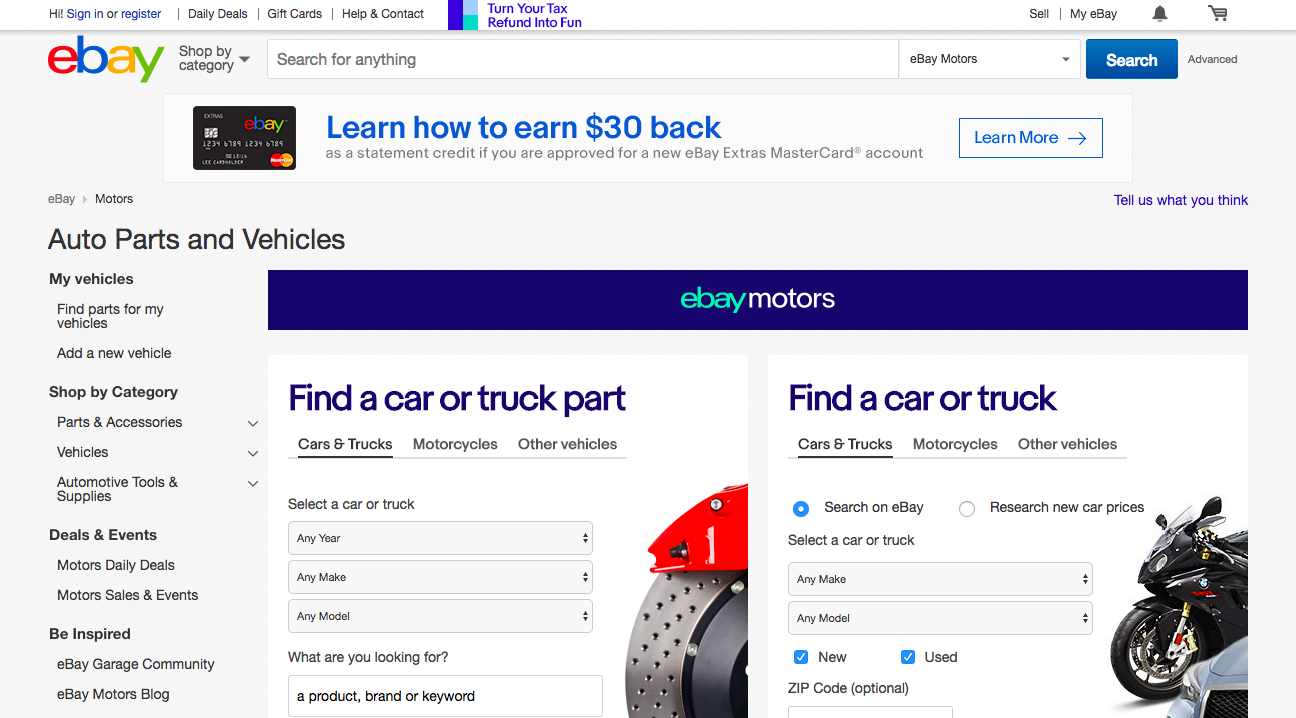 Hi! Sign in or register
Daily Deals
Gift Cards
Help & Contact
Turn Your Tax
Refund Into Fun
Sell
My eBay
ebay
Shop by
category
Search for anything
eBay Motors
Search
Advanced
EXTRAS
ebay
1234 6789 1234 6789
08/12/16
LEE CARDHOLDER
MasterCard
Learn how to earn $30 back
as a statement credit if you are approved for a new eBay Extras MasterCard® account
Learn More
eBay
Motors
Tell us what you think
Auto Parts and Vehicles
My vehicles
Find parts for my
vehicles
Add a new vehicle
Shop by Category
Parts & Accessories
Vehicles
Automotive Tools &
Supplies
Deals & Events
Motors Daily Deals
Motors Sales & Events
Be Inspired
eBay Garage Community
eBay Motors Blog
ebay motors
Find a car or truck part
Cars & Trucks
Motorcycles
Other vehicles
Select a car or truck
Any Year
Any Make
Any Model
What are you looking for?
a product, brand or keyword
Find a car or truck
Cars & Trucks
Motorcycles
Other vehicles
Search on eBay
Research new car prices
Select a car or truck
Any Make
Any Model
New
Used
ZIP Code (optional)